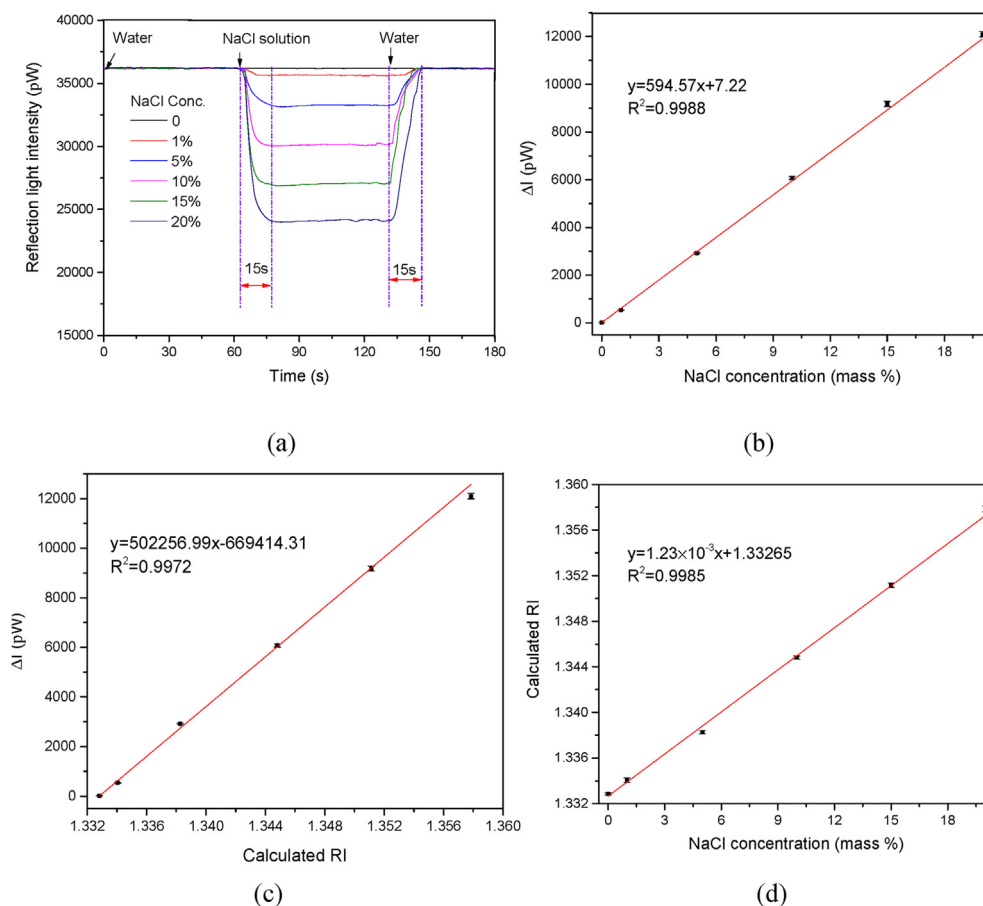 40000
35000
30000
25000
20000
15000
Reflection light intensity (pW)
Water
NaCl solution
Water
NaCl Conc.
0
1%
5%
10%
15%
20%
15s
15s
0 30 60 90 120 150 180
Time (s)
(a)
12000
10000
8000
6000
4000
2000
0
ΔI (pW)
y=594.57x+7.22
R²=0.9988
0 3 6 9 12 15 18
NaCl concentration (mass %)
(b)
12000
10000
8000
6000
4000
2000
0
ΔI (pW)
y=502256.99x-669414.31
R²=0.9972
1.332 1.336 1.340 1.344 1.348 1.352 1.356 1.360
Calculated RI
(c)
1.360
1.356
1.352
1.348
1.344
1.340
1.336
1.332
Calculated RI
y=1.23×10⁻³x+1.33265
R²=0.9985
0 3 6 9 12 15 18
NaCl concentration (mass %)
(d)